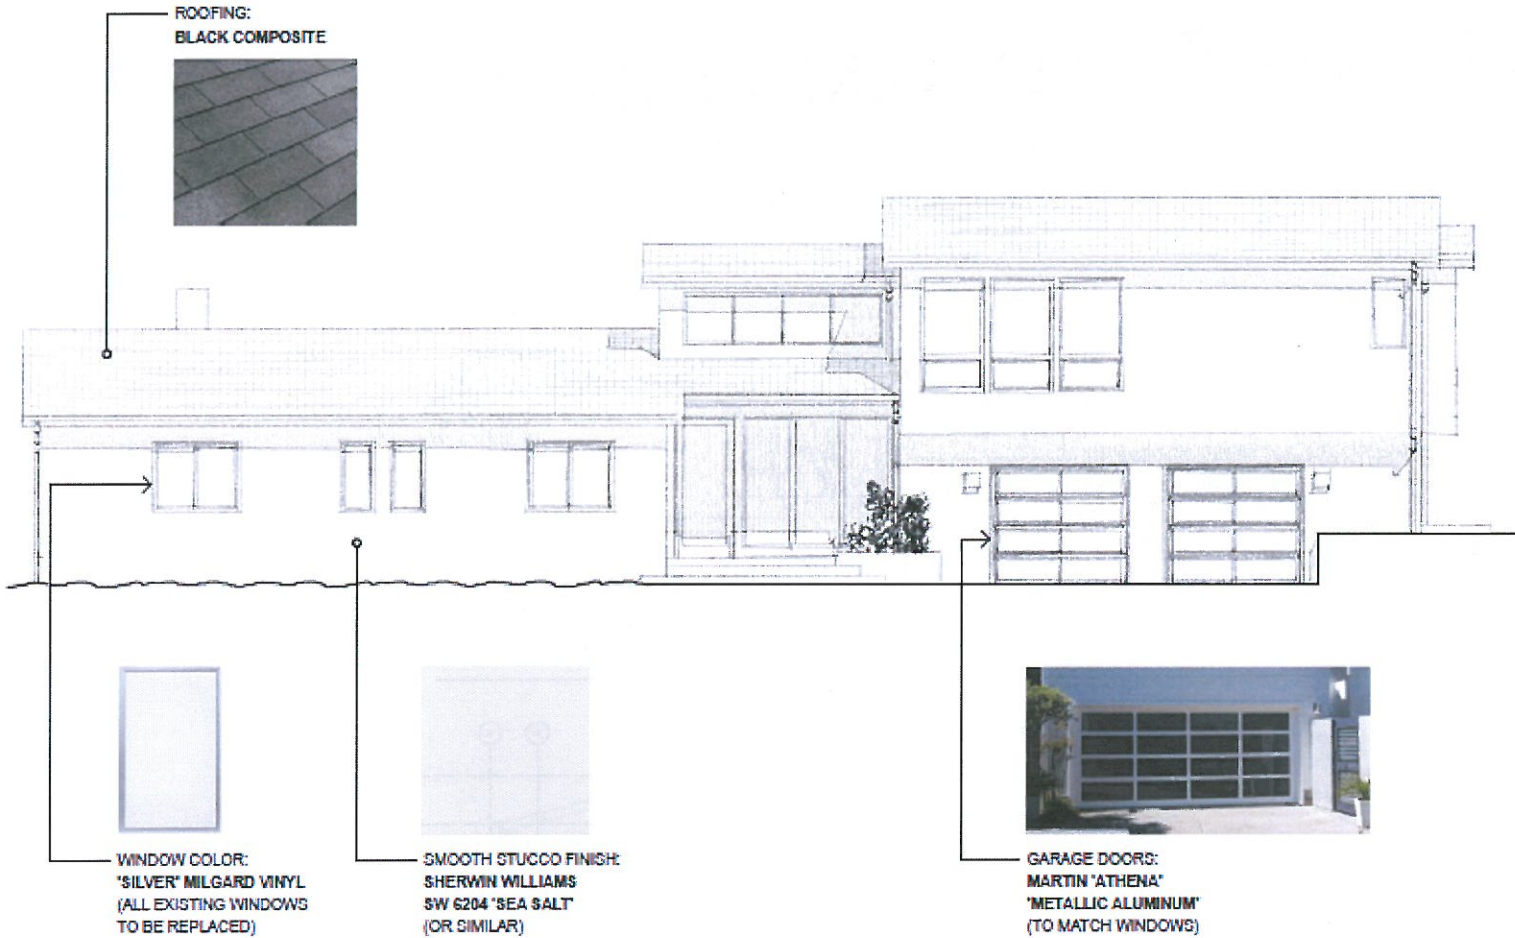 ROOFING:
BLACK COMPOSITE
WINDOW COLOR:
"SILVER" MILGARD VINYL
(ALL EXISTING WINDOWS
TO BE REPLACED)
SMOOTH STUCCO FINISH:
SHERWIN WILLIAMS
SW 6204 "SEA SALT"
(OR SIMILAR)
GARAGE DOORS:
MARTIN "ATHENA"
"METALLIC ALUMINUM"
(TO MATCH WINDOWS)